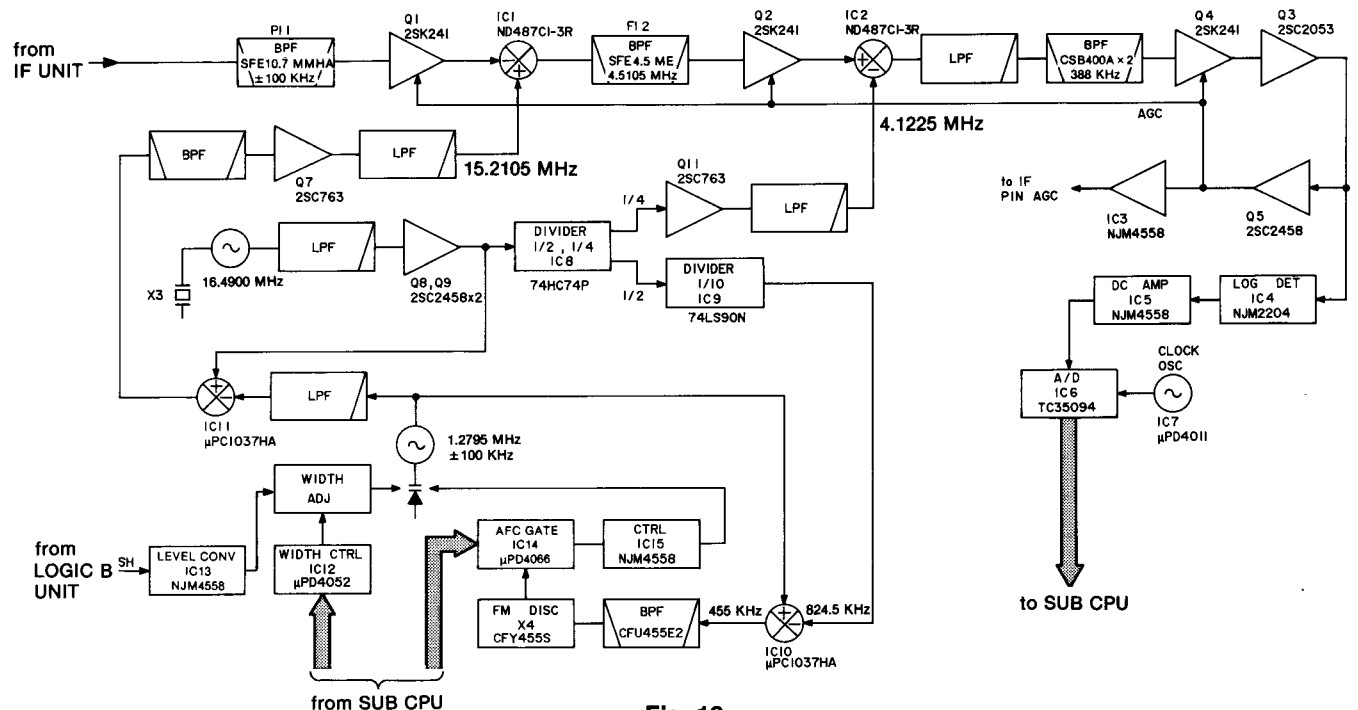 from
IF UNIT
FI1
BPF
SFE10.7 MMHA
±100 KHz
Q1
2SK241
IC1
ND487C1-3R
FI2
BPF
SFE4.5 ME
4.5105 MHz
Q2
2SK241
IC2
ND487C1-3R
LPF
BPF
CSB400A × 2
388 KHz
Q4
2SK241
Q3
2SC2053
AGC
4.1225 MHz
BPF
Q7
2SC763
LPF
15.2105 MHz
Q11
2SC763
LPF
to IF
PIN AGC
IC3
NJM4558
Q5
2SC2458
X3
16.4900 MHz
LPF
Q8,Q9
2SC2458x2
DIVIDER
1/2 , 1/4
IC8
74HC74P
1/4
1/2
DIVIDER
1/10
IC9
74LS90N
DC AMP
IC5
NJM4558
LOG DET
IC4
NJM2204
A/D
IC6
TC35094
CLOCK
OSC
IC7
μPD4011
IC11
μPC1037HA
LPF
1.2795 MHz
±100 KHz
WIDTH
ADJ
from
LOGIC B
UNIT
SH
LEVEL CONV
IC13
NJM4558
WIDTH CTRL
IC12
μPD4052
AFC GATE
IC14
μPD4066
CTRL
IC15
NJM4558
FM DISC
X4
CFY455S
BPF
CFU455E2
455 KHz
824.5 KHz
IC10
μPC1037HA
to SUB CPU
from SUB CPU